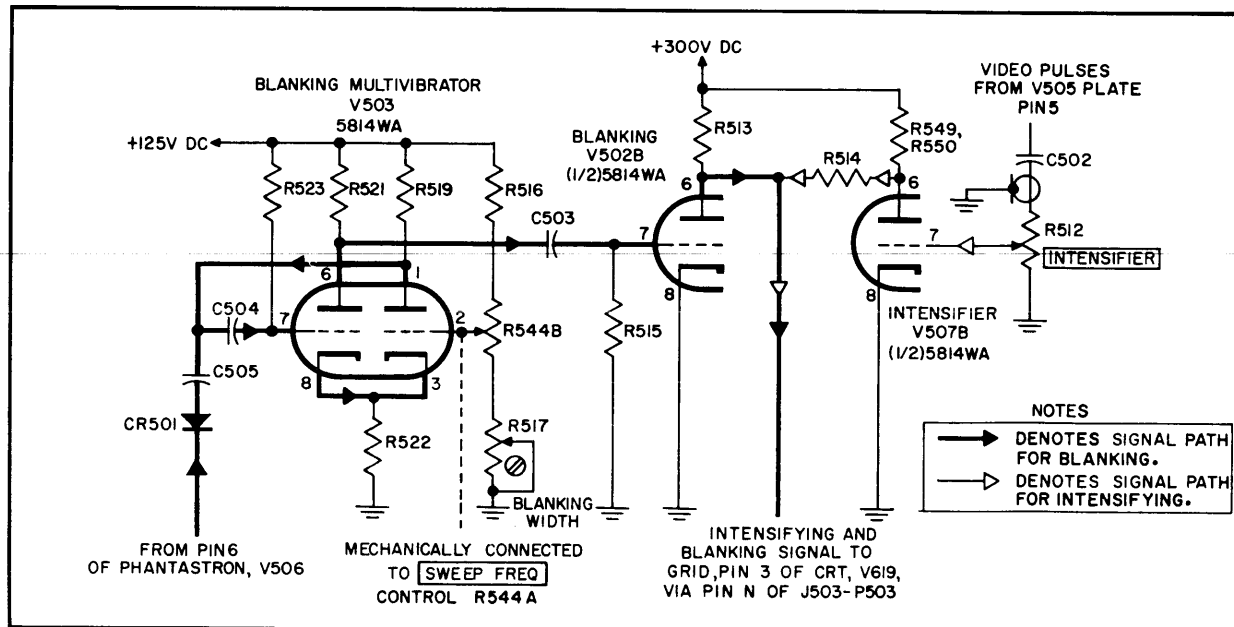 +300V DC
BLANKING MULTIVIBRATOR
V503
5814WA
VIDEO PULSES
FROM V505 PLATE
PIN5
+125V DC
BLANKING
V502B
(1/2)5814WA
R513
R549,
R550
R514
C502
R523
R521
R519
R516
C503
6
6
7
7
R512
INTENSIFIER
6
1
C504
7
2
R544B
R515
8
8
INTENSIFIER
V507B
(1/2)5814WA
C505
8
3
CR501
R522
R517
BLANKING
WIDTH
NOTES
DENOTES SIGNAL PATH
FOR BLANKING.
DENOTES SIGNAL PATH
FOR INTENSIFYING.
FROM PIN6
OF PHANTASTRON, V506
MECHANICALLY CONNECTED
TO SWEEP FREQ
CONTROL R544A
INTENSIFYING AND
BLANKING SIGNAL TO
GRID,PIN 3 OF CRT, V619,
VIA PIN N OF J503-P503